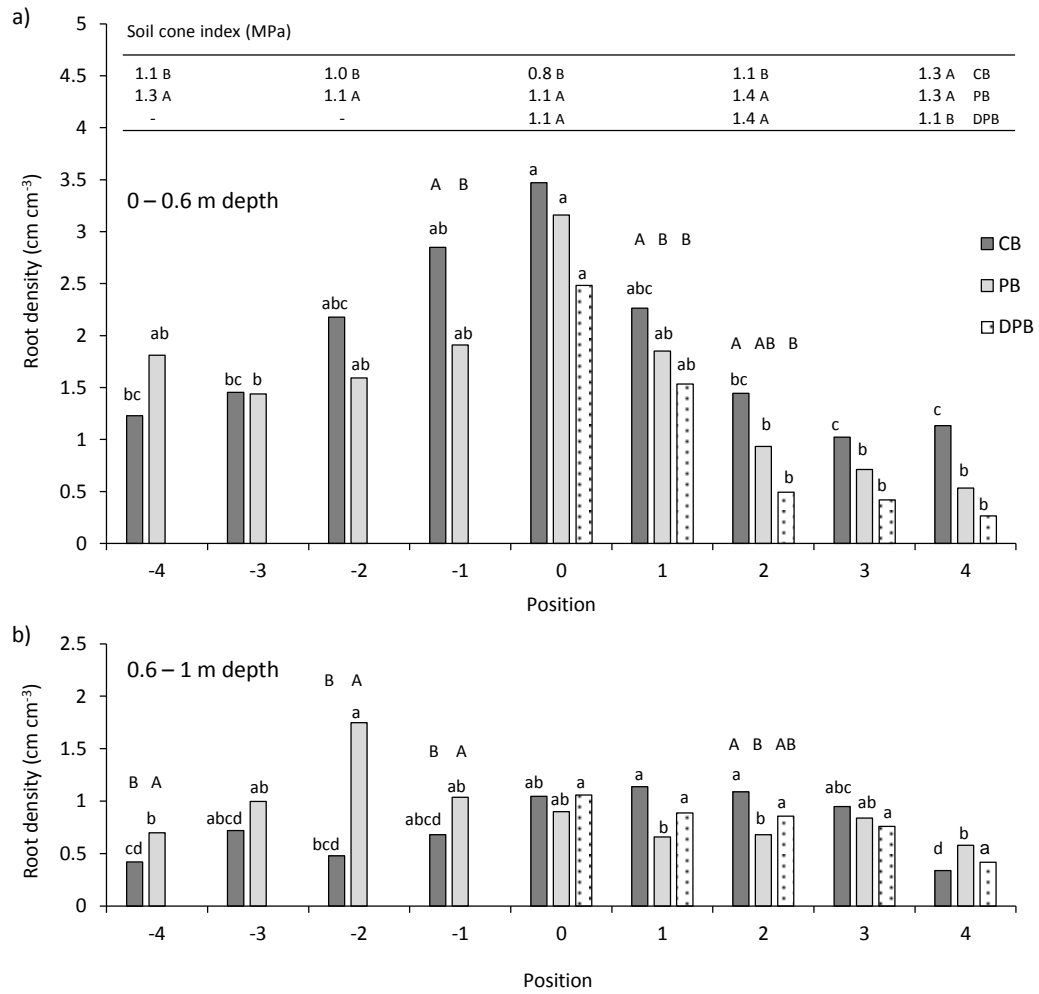 a)
Soil cone index (MPa)
1.1 B 1.0 B 0.8 B 1.1 B 1.3 A CB
1.3 A 1.1 A 1.1 A 1.4 A 1.3 A PB
- - 1.1 A 1.4 A 1.1 B DPB
0 – 0.6 m depth
Root density (cm cm⁻³)
5
4.5
4
3.5
3
2.5
2
1.5
1
0.5
0
bc ab
bc b
abc ab
A B
ab ab
a a a
A B B
abc ab ab
A AB B
bc b b
c b b
c b b
CB
PB
DPB
-4 -3 -2 -1 0 1 2 3 4
Position
b)
0.6 – 1 m depth
Root density (cm cm⁻³)
2.5
2
1.5
1
0.5
0
B A
cd b
abcd ab
B A
bcd a
B A
abcd ab
ab ab a
a b a
A B AB
a b a
abc ab a
d b a
-4 -3 -2 -1 0 1 2 3 4
Position